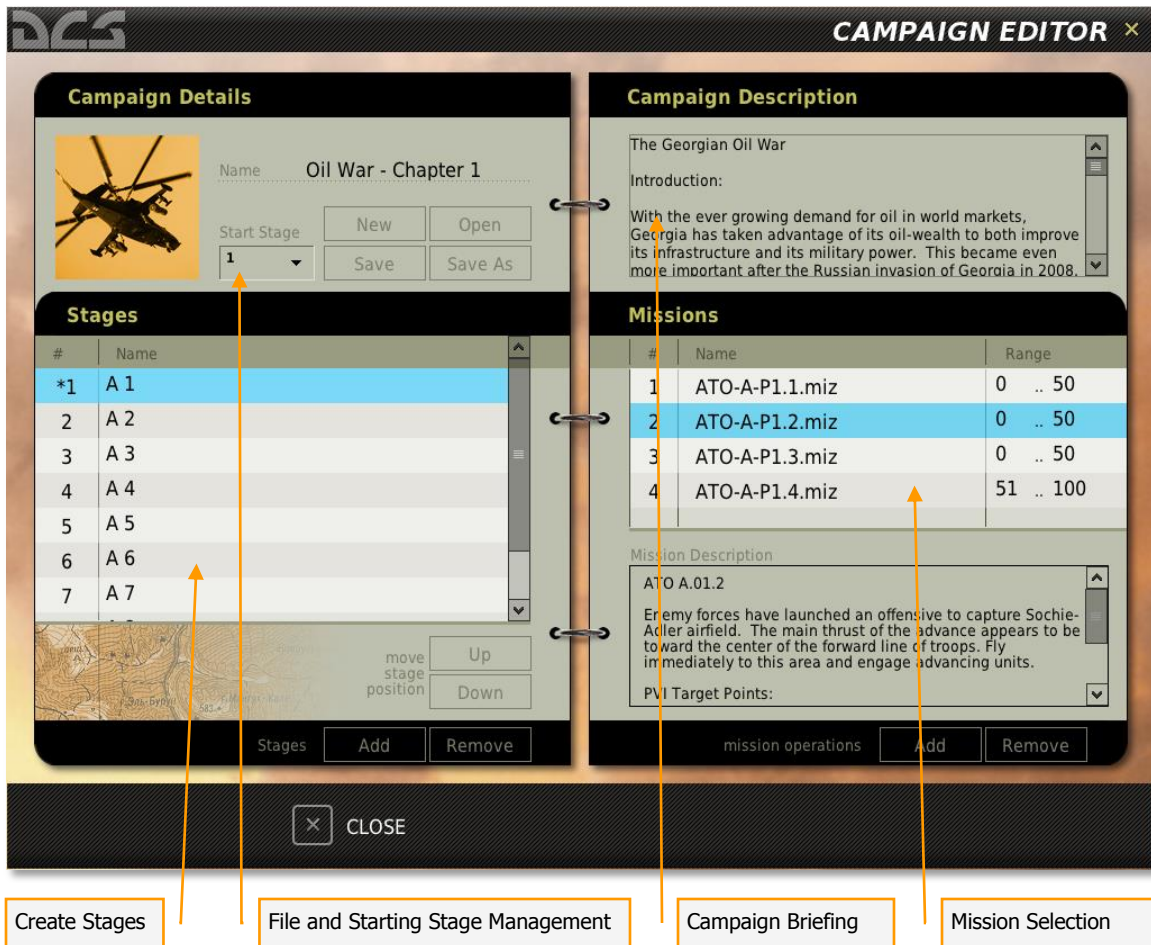 DCS
CAMPAIGN EDITOR
Campaign Details
Name Oil War - Chapter 1
Start Stage
1
New Open
Save Save As
Campaign Description
The Georgian Oil War
Introduction:
With the ever growing demand for oil in world markets,
Georgia has taken advantage of its oil-wealth to both improve
its infrastructure and its military power. This became even
more important after the Russian invasion of Georgia in 2008.
Stages
# Name
*1 A 1
2 A 2
3 A 3
4 A 4
5 A 5
6 A 6
7 A 7
move
stage
position
Up
Down
Stages Add Remove
Missions
# Name Range
1 ATO-A-P1.1.miz 0 .. 50
2 ATO-A-P1.2.miz 0 .. 50
3 ATO-A-P1.3.miz 0 .. 50
4 ATO-A-P1.4.miz 51 .. 100
Mission Description
ATO A.01.2
Enemy forces have launched an offensive to capture Sochie-
Adler airfield. The main thrust of the advance appears to be
toward the center of the forward line of troops. Fly
immediately to this area and engage advancing units.
PVI Target Points:
mission operations Add Remove
CLOSE
Create Stages
File and Starting Stage Management
Campaign Briefing
Mission Selection